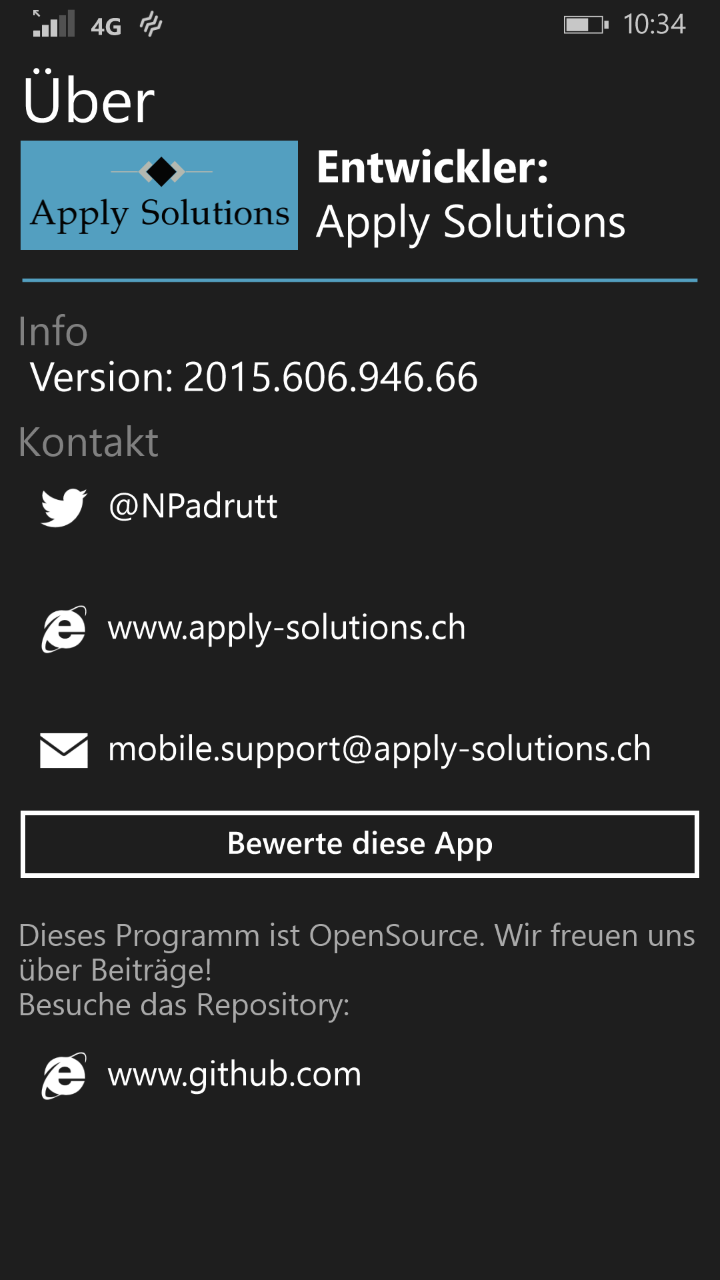 4G 10:34
Über
Apply Solutions
Entwickler:
Apply Solutions
Info
Version: 2015.606.946.66
Kontakt
@NPadrutt
www.apply-solutions.ch
mobile.support@apply-solutions.ch
Bewerte diese App
Dieses Programm ist OpenSource. Wir freuen uns
über Beiträge!
Besuche das Repository:
www.github.com